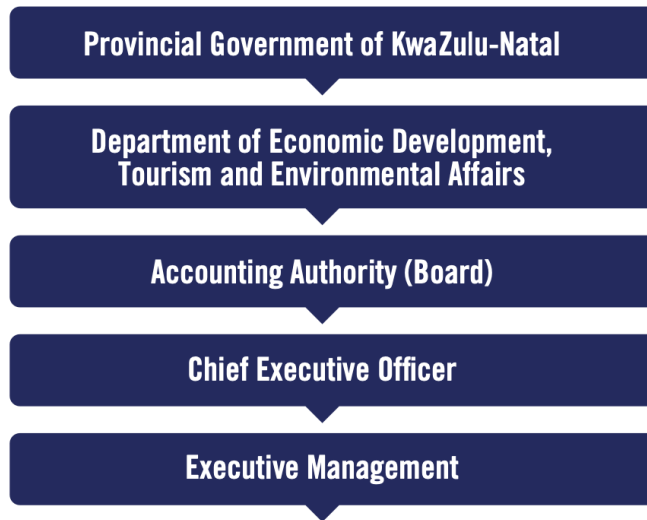 Provincial Government of KwaZulu-Natal
Department of Economic Development,
Tourism and Environmental Affairs
Accounting Authority (Board)
Chief Executive Officer
Executive Management